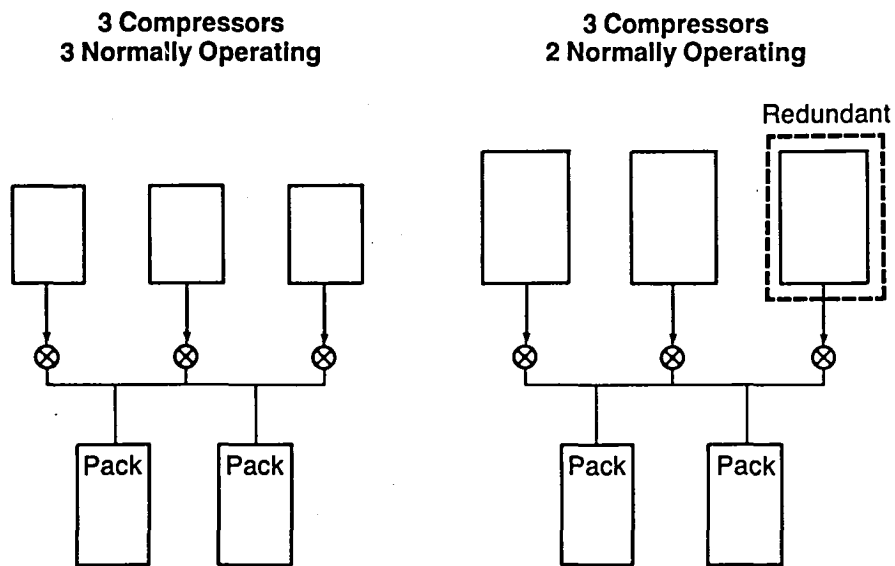 3 Compressors
3 Normally Operating
3 Compressors
2 Normally Operating
Redundant
Pack
Pack
Pack
Pack